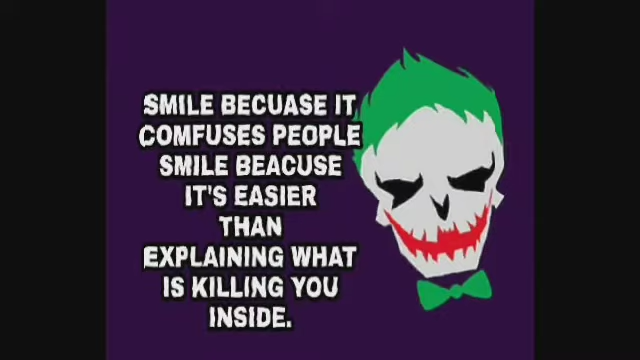 SMILE BECUASE IT
COMFUSES PEOPLE
SMILE BEACUSE
IT'S EASIER
THAN
EXPLAINING WHAT
IS KILLING YOU
INSIDE.